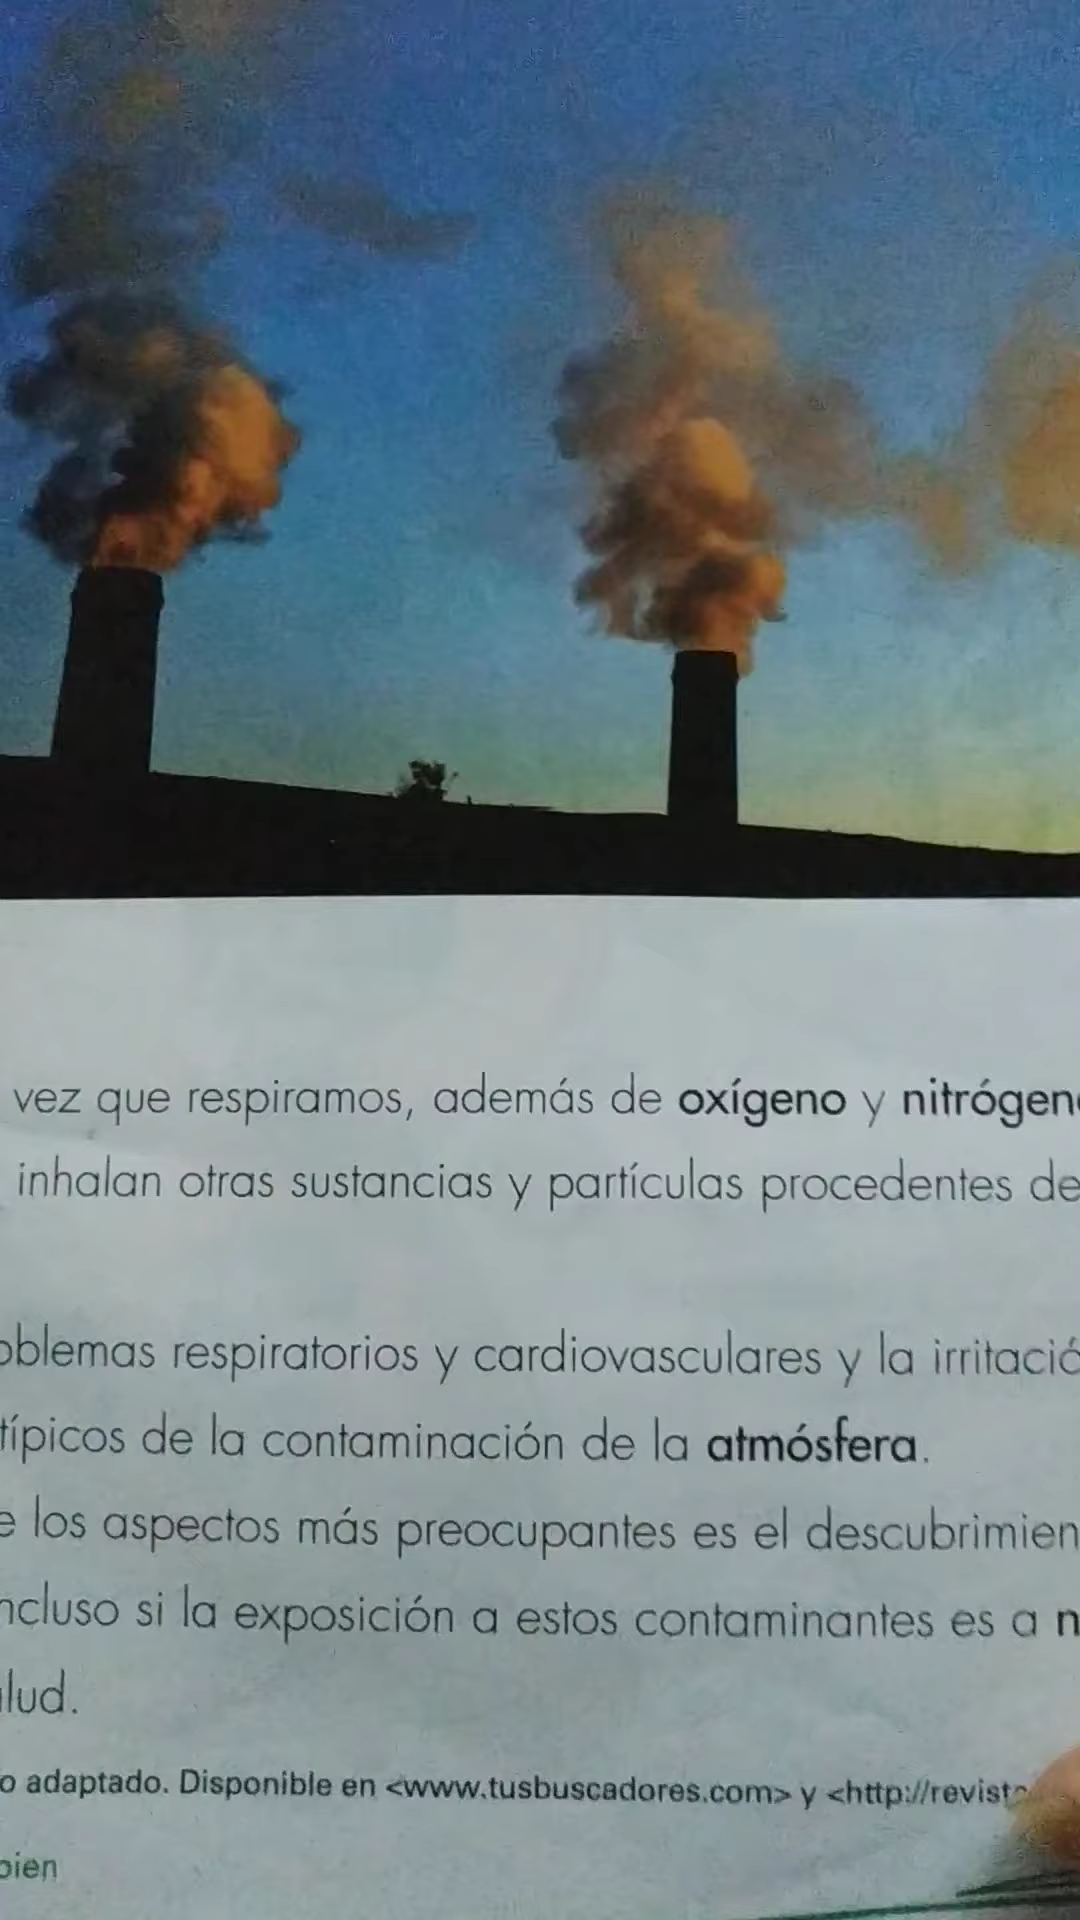 vez que respiramos, además de oxígeno y nitrógen
inhalan otras sustancias y partículas procedentes de
blemas respiratorios y cardiovasculares y la irritació
típicos de la contaminación de la atmósfera.
e los aspectos más preocupantes es el descubrimien
ncluso si la exposición a estos contaminantes es a n
lud.
o adaptado. Disponible en <www.tusbuscadores.com> y <http://revist
bien